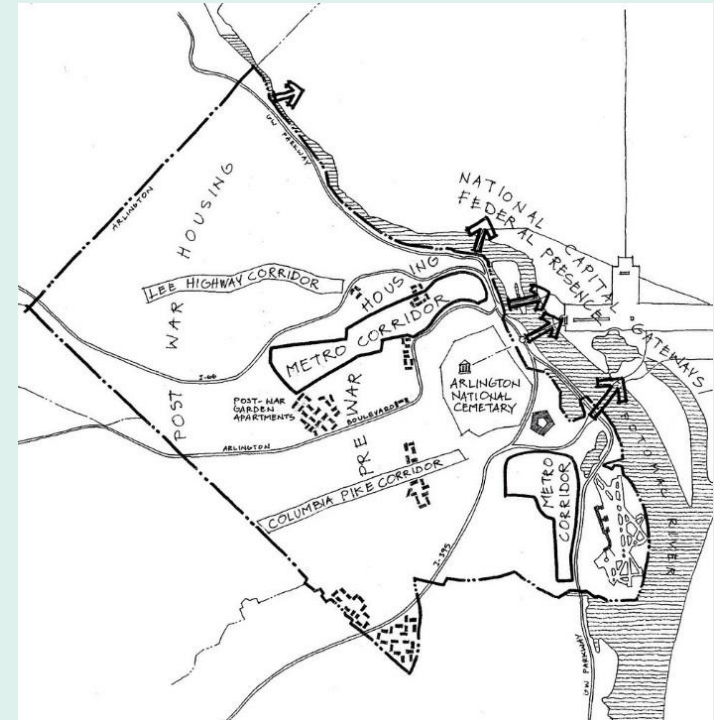 GW PARKWAY
ARLINGTON
POST WAR HOUSING
NATIONAL CAPITAL GATEWAYS
FEDERAL PRESENCE
LEE HIGHWAY CORRIDOR
PRE WAR HOUSING
METRO CORRIDOR
I-66
POST-WAR
GARDEN
APARTMENTS
ARLINGTON BOULEVARD
ARLINGTON
NATIONAL
CEMETARY
COLUMBIA PIKE CORRIDOR
METRO
CORRIDOR
POTOMAC RIVER
I-395
GW PARKWAY